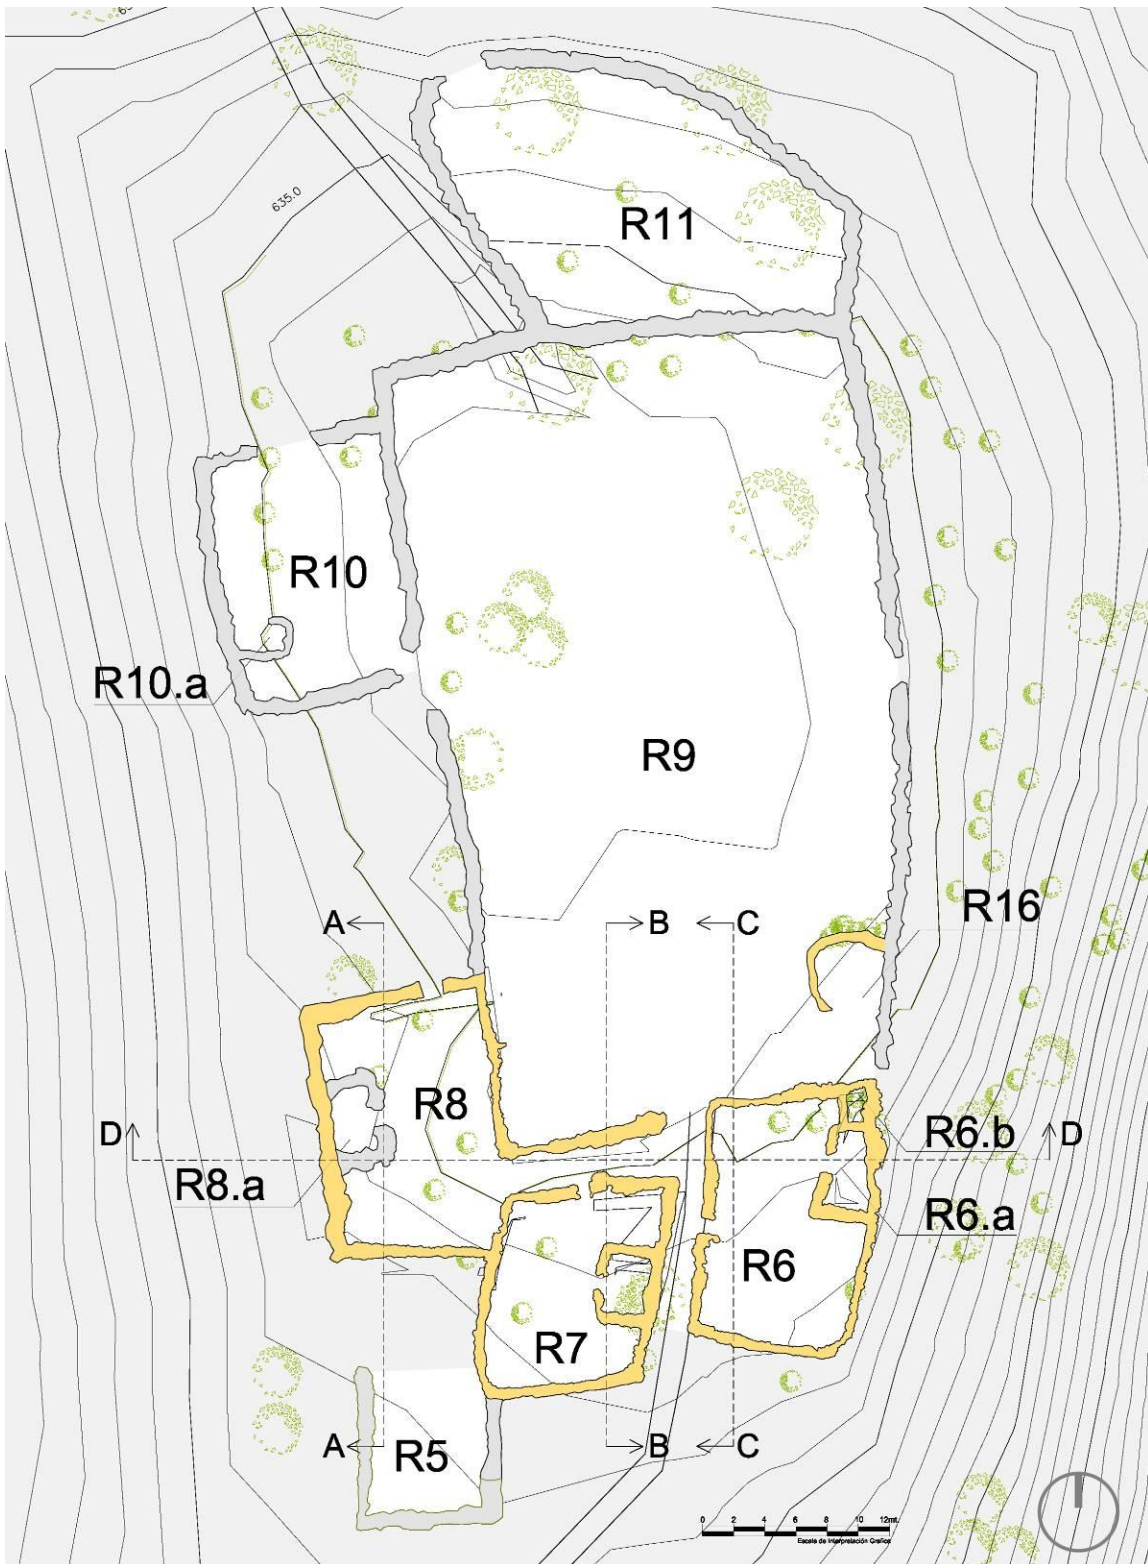 635.0
R11
R10
R10.a
R9
R16
A
B
C
R8
D
D
R8.a
R6.b
R6.a
R6
R7
A
R5
B
C
0 2 4 6 8 10 12mt.
Escala de Interpretación Gráfica